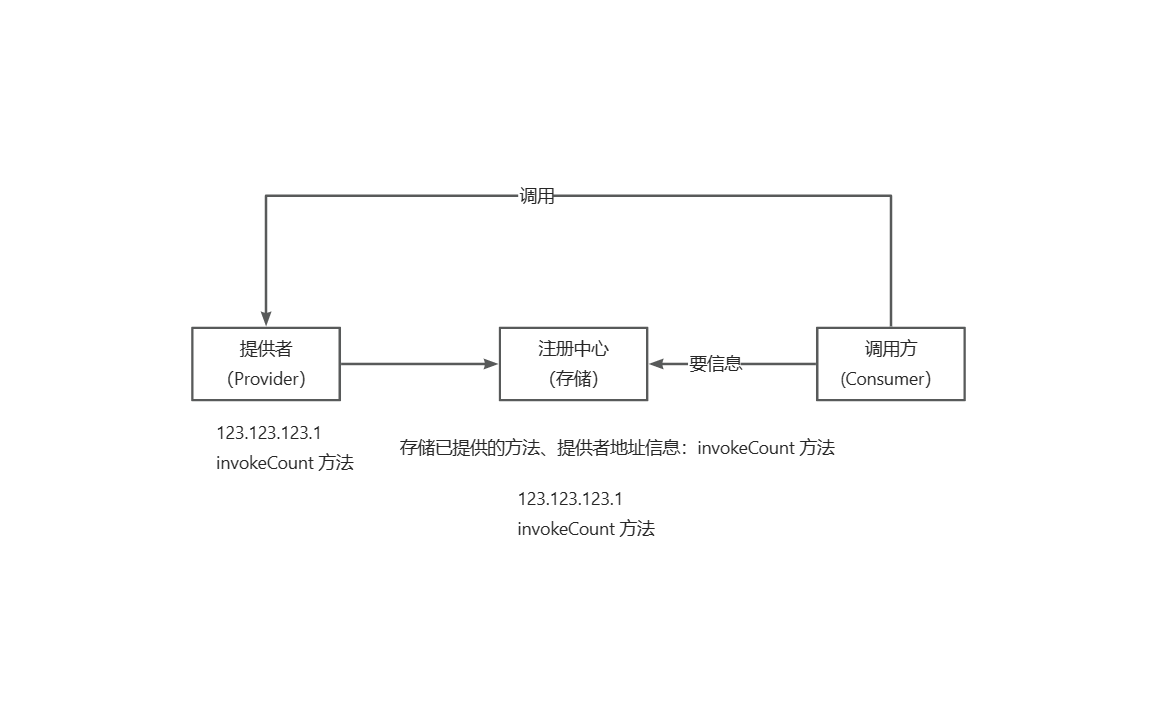 调用
提供者
（Provider）
注册中心
（存储）
要信息
调用方
（Consumer）
123.123.123.1
invokeCount 方法
存储已提供的方法、提供者地址信息：invokeCount 方法
123.123.123.1
invokeCount 方法